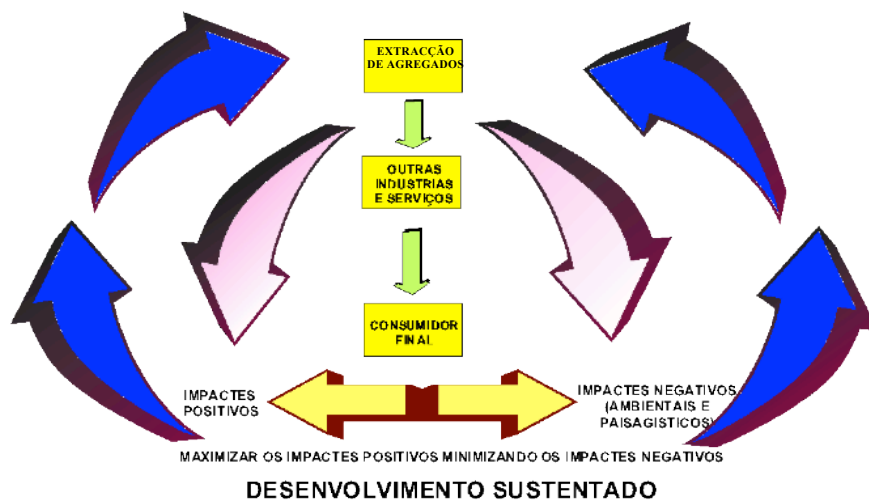 EXTRACÇÃO
DE AGREGADOS
OUTRAS
INDUSTRIAS
E SERVIÇOS
CONSUMIDOR
FINAL
IMPACTES
POSITIVOS
IMPACTES NEGATIVOS
(AMBIENTAIS E
PAISAGISTICOS)
MAXIMIZAR OS IMPACTES POSITIVOS MINIMIZANDO OS IMPACTES NEGATIVOS
DESENVOLVIMENTO SUSTENTADO